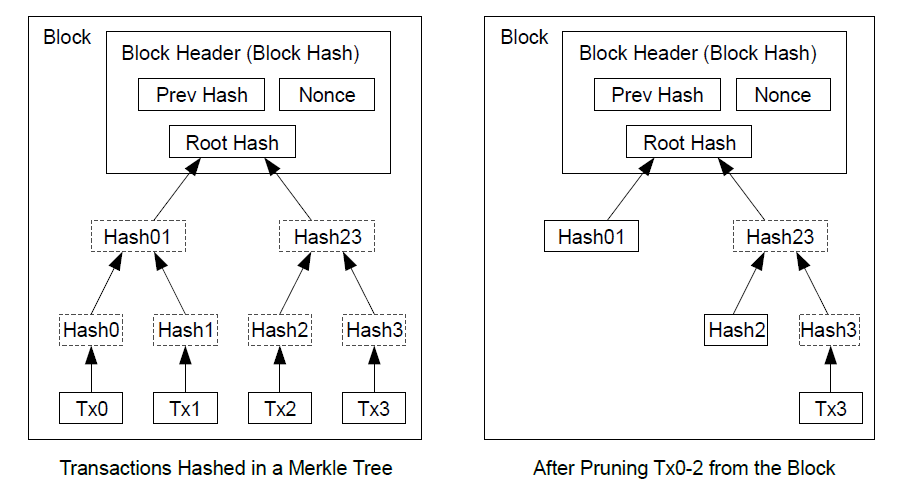 Block
Block Header (Block Hash)
Prev Hash
Nonce
Root Hash
Hash01
Hash23
Hash0
Hash1
Hash2
Hash3
Tx0
Tx1
Tx2
Tx3
Transactions Hashed in a Merkle Tree
Block
Block Header (Block Hash)
Prev Hash
Nonce
Root Hash
Hash01
Hash23
Hash2
Hash3
Tx3
After Pruning Tx0-2 from the Block